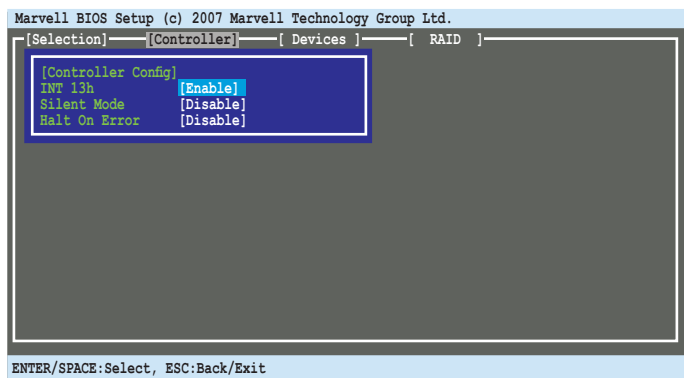 Marvell BIOS Setup (c) 2007 Marvell Technology Group Ltd.
[Selection] [Controller] [ Devices ] [ RAID ]
[Controller Config]
INT 13h [Enable]
Silent Mode [Disable]
Halt On Error [Disable]
ENTER/SPACE:Select, ESC:Back/Exit